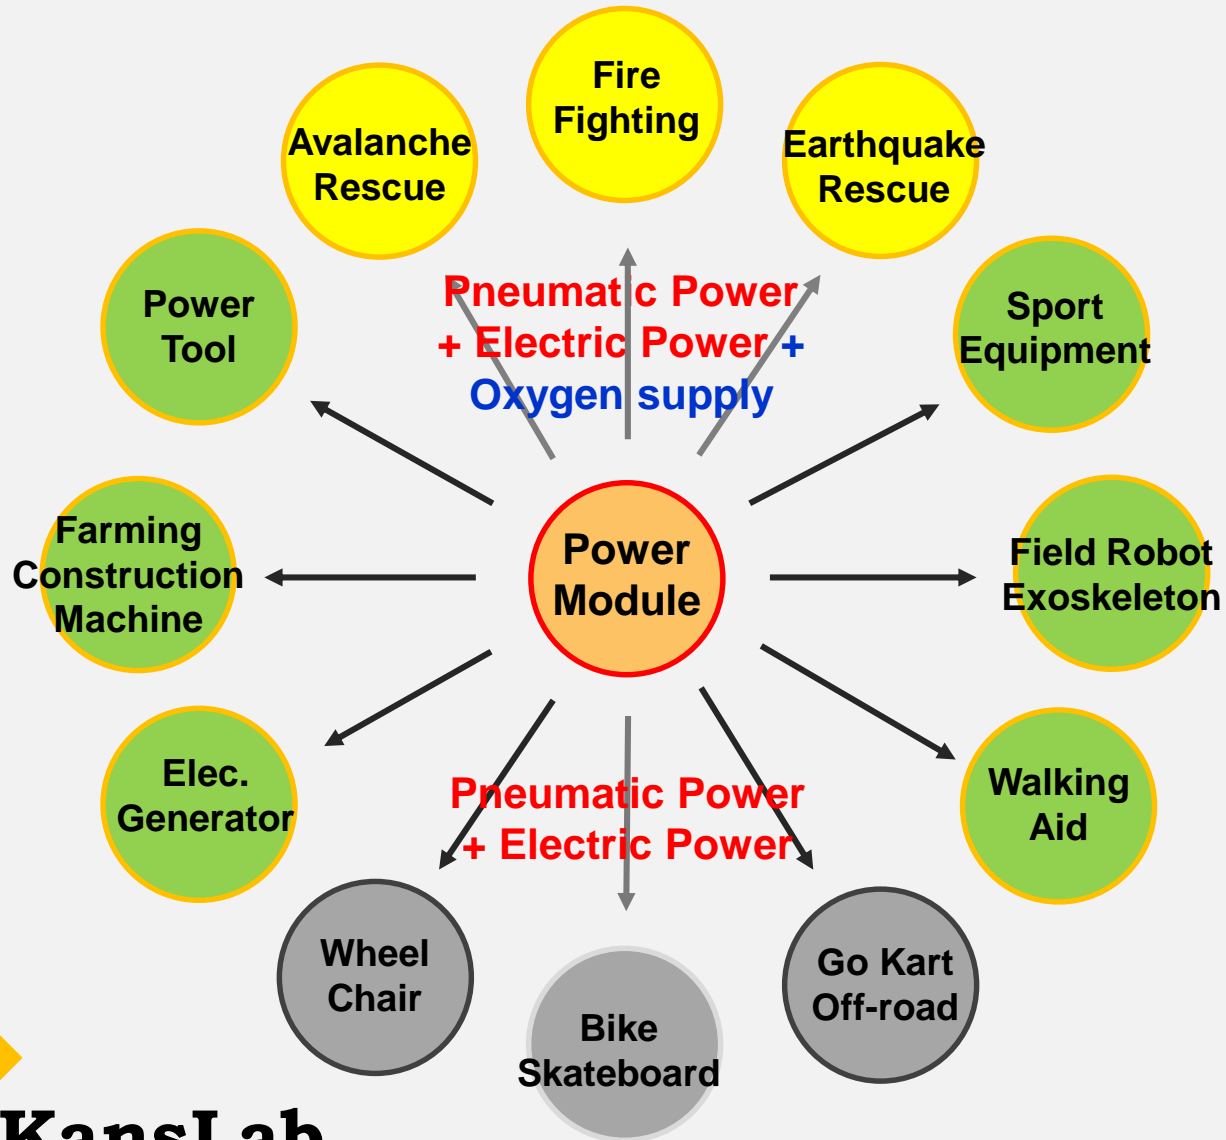 Fire
Fighting
Avalanche
Rescue
Earthquake
Rescue
Power
Tool
Pneumatic Power
+ Electric Power +
Oxygen supply
Sport
Equipment
Farming
Construction
Machine
Power
Module
Field Robot
Exoskeleton
Elec.
Generator
Pneumatic Power
+ Electric Power
Walking
Aid
Wheel
Chair
Bike
Skateboard
Go Kart
Off-road
KansLab